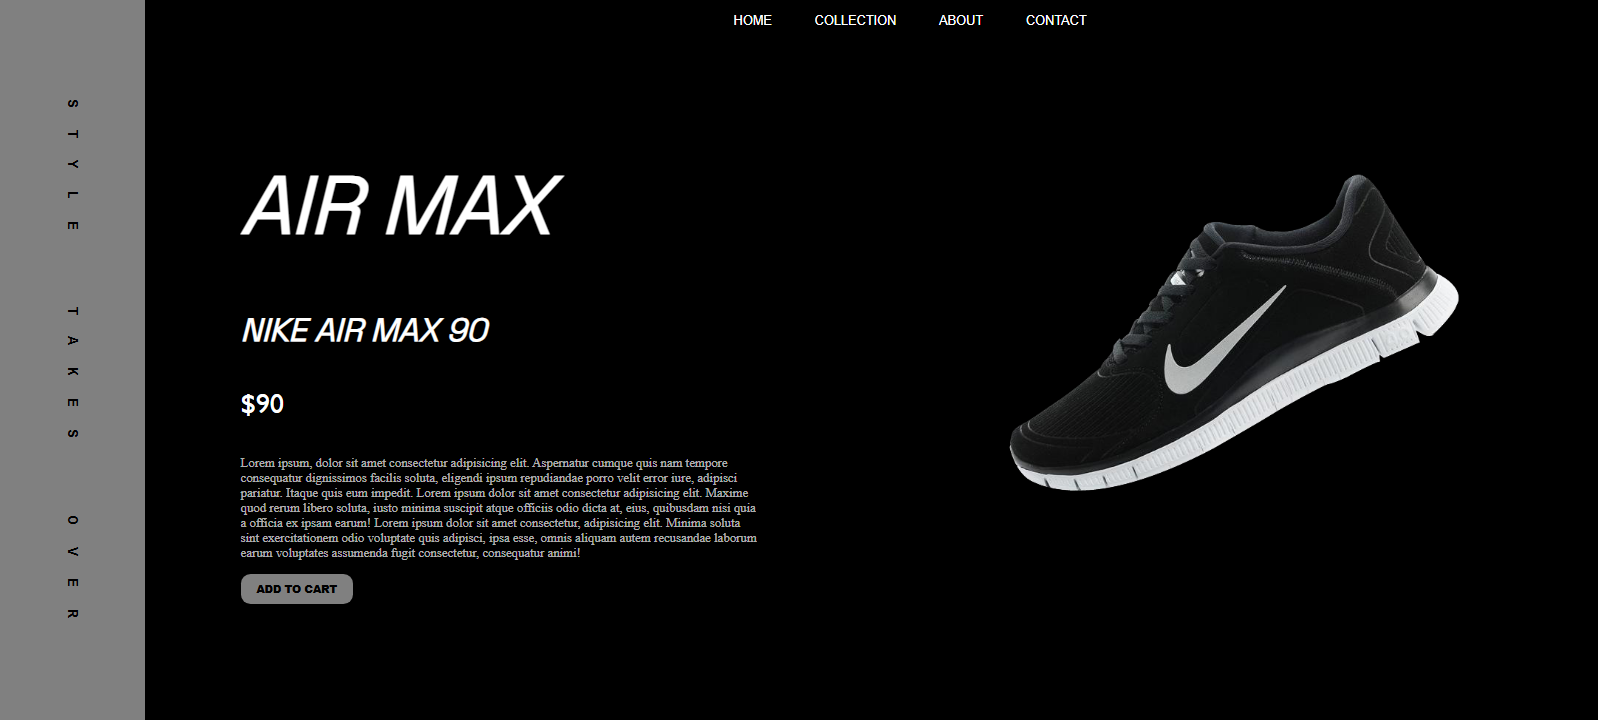 HOME COLLECTION ABOUT CONTACT
STYLE TAKES OVER
AIR MAX
NIKE AIR MAX 90
$90
Lorem ipsum, dolor sit amet consectetur adipisicing elit. Aspernatur cumque quis nam tempore
consequatur dignissimos facilis soluta, eligendi ipsum repudiandae porro velit error iure, adipisci
pariatur. Itaque quis eum impedit. Lorem ipsum dolor sit amet consectetur adipisicing elit. Maxime
quod rerum libero soluta, iusto minima suscipit atque officiis odio dicta at, eius, quibusdam nisi quia
a officia ex ipsam earum! Lorem ipsum dolor sit amet consectetur, adipisicing elit. Minima soluta
sint exercitationem odio voluptate quis adipisci, ipsa esse, omnis aliquam autem recusandae laborum
earum voluptates assumenda fugit consectetur, consequatur animi!
ADD TO CART